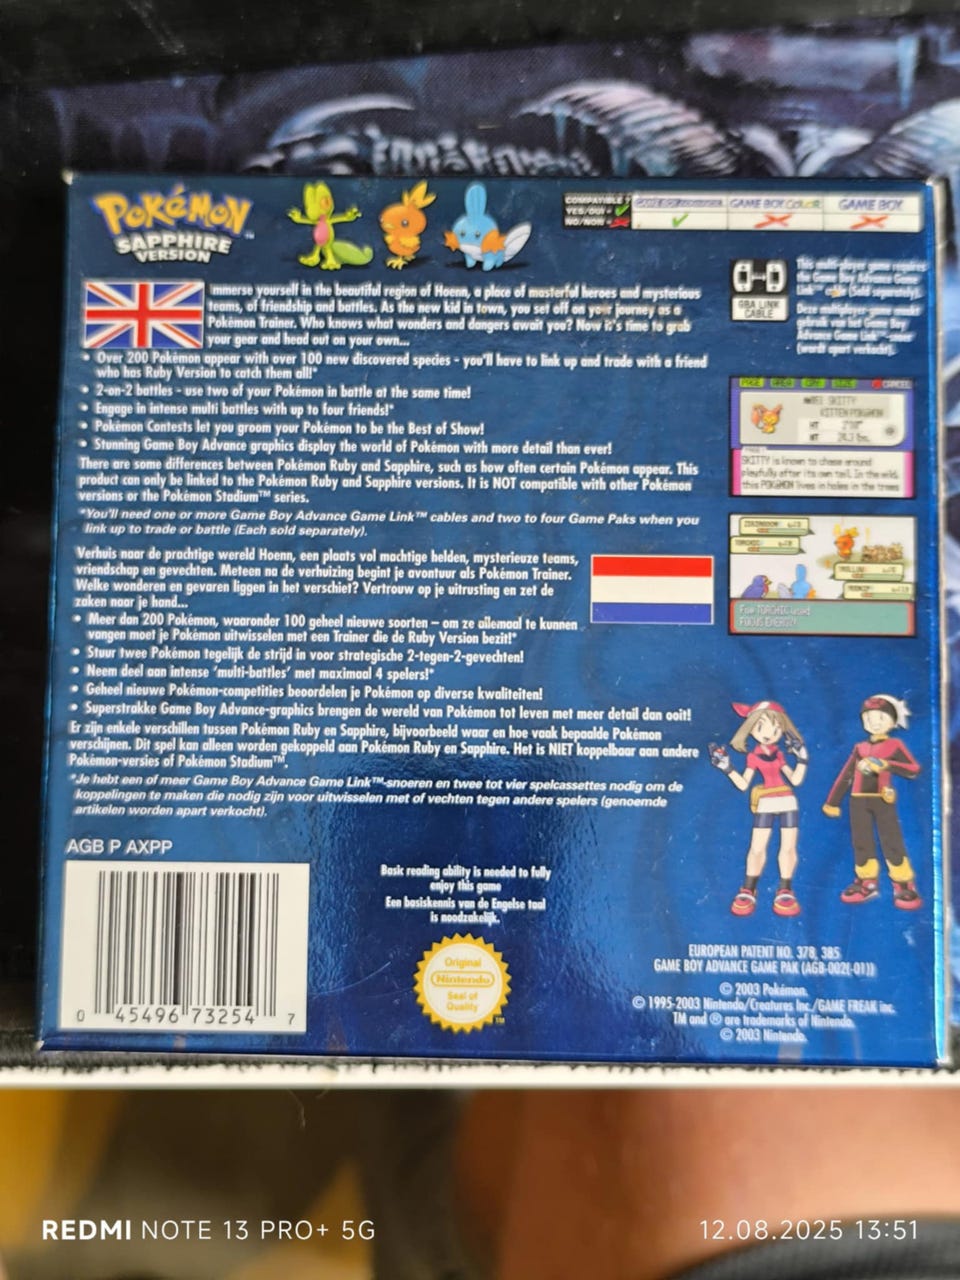 POKéMON™
SAPPHIRE
VERSION
COMPATIBLE ?
YES/OUI =
NO/NON =
GAME BOY ADVANCE
GAME BOY COLOR
GAME BOY
Immerse yourself in the beautiful region of Hoenn, a place of masterful heroes and mysterious
teams, of friendship and battles. As the new kid in town, you set off on your journey as a
Pokémon Trainer. Who knows what wonders and dangers await you? Now it's time to grab
your gear and head out on your own...
• Over 200 Pokémon appear with over 100 new discovered species - you'll have to link up and trade with a friend
who has Ruby Version to catch them all!*
• 2-on-2 battles - use two of your Pokémon in battle at the same time!
• Engage in intense multi battles with up to four friends!*
• Pokémon Contests let you groom your Pokémon to be the Best of Show!
• Stunning Game Boy Advance graphics display the world of Pokémon with more detail than ever!
There are some differences between Pokémon Ruby and Sapphire, such as how often certain Pokémon appear. This
product can only be linked to the Pokémon Ruby and Sapphire versions. It is NOT compatible with other Pokémon
versions or the Pokémon Stadium™ series.
*You'll need one or more Game Boy Advance Game Link™ cables and two to four Game Paks when you
link up to trade or battle (Each sold separately).
GBA LINK
CABLE
This multi-player game requires
the Game Boy Advance Game
Link™ cable (Sold separately).
Deze multiplayer-game maakt
gebruik van het Game Boy
Advance Game Link™-snoer
(wordt apart verkocht).
PAGE AREA CRY SIZE CANCEL
SKITTY
KITTEN POKéMON
HT 2'00"
WT 24.3 lbs.
SKITTY is known to chase around
playfully after its own tail. In the wild,
this POKéMON lives in holes in the trees
TORCHIC
Foe TORCHIC used
FOCUS ENERGY!
Verhuis naar de prachtige wereld Hoenn, een plaats vol machtige helden, mysterieuze teams,
vriendschap en gevechten. Meteen na de verhuizing begint je avontuur als Pokémon Trainer.
Welke wonderen en gevaren liggen in het verschiet? Vertrouw op je uitrusting en zet de
zaken naar je hand...
• Meer dan 200 Pokémon, waaronder 100 geheel nieuwe soorten – om ze allemaal te kunnen
vangen moet je Pokémon uitwisselen met een Trainer die de Ruby Version bezit!*
• Stuur twee Pokémon tegelijk de strijd in voor strategische 2-tegen-2-gevechten!
• Neem deel aan intense 'multi-battles' met maximaal 4 spelers!*
• Geheel nieuwe Pokémon-competities beoordelen je Pokémon op diverse kwaliteiten!
• Superstrakke Game Boy Advance-graphics brengen de wereld van Pokémon tot leven met meer detail dan ooit!
Er zijn enkele verschillen tussen Pokémon Ruby en Sapphire, bijvoorbeeld waar en hoe vaak bepaalde Pokémon
verschijnen. Dit spel kan alleen worden gekoppeld aan Pokémon Ruby en Sapphire. Het is NIET koppelbaar aan andere
Pokémon-versies of Pokémon Stadium™.
*Je hebt een of meer Game Boy Advance Game Link™-snoeren en twee tot vier spelcassettes nodig om de
koppelingen te maken die nodig zijn voor uitwisselen met of vechten tegen andere spelers (genoemde
artikelen worden apart verkocht).
AGB P AXPP
0 45496 73254 7
Basic reading ability is needed to fully
enjoy this game
Een basiskennis van de Engelse taal
is noodzakelijk.
Original
Nintendo
Seal of
Quality
TM
EUROPEAN PATENT NO. 378, 385
GAME BOY ADVANCE GAME PAK (AGB-002(-01))
© 2003 Pokémon.
© 1995-2003 Nintendo/Creatures Inc./GAME FREAK inc.
TM and ® are trademarks of Nintendo.
© 2003 Nintendo.
REDMI NOTE 13 PRO+ 5G
12.08.2025 13:51